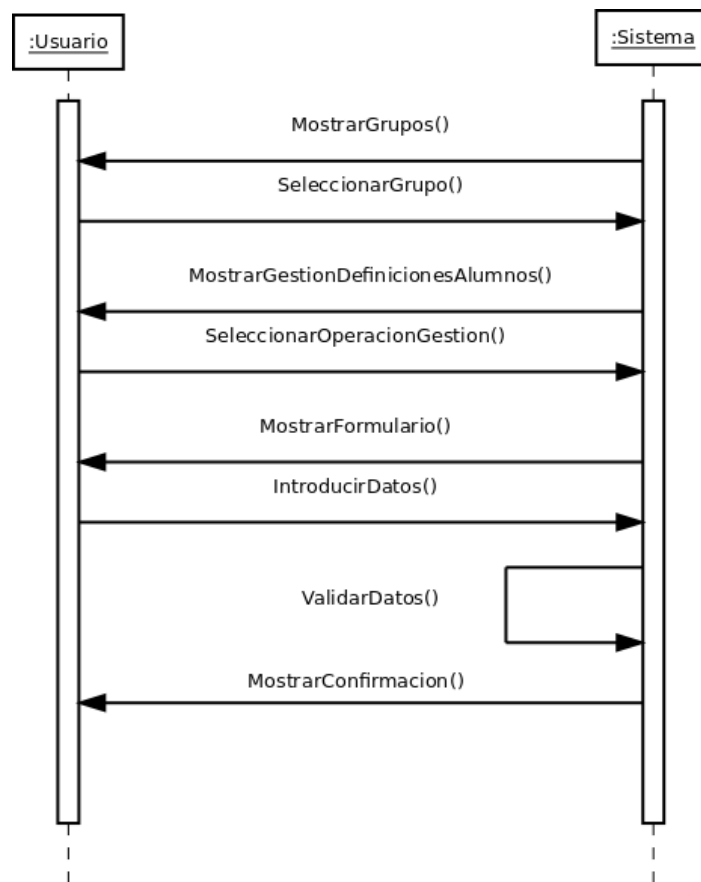 :Usuario
:Sistema
MostrarGrupos()
SeleccionarGrupo()
MostrarGestionDefinicionesAlumnos()
SeleccionarOperacionGestion()
MostrarFormulario()
IntroducirDatos()
ValidarDatos()
MostrarConfirmacion()